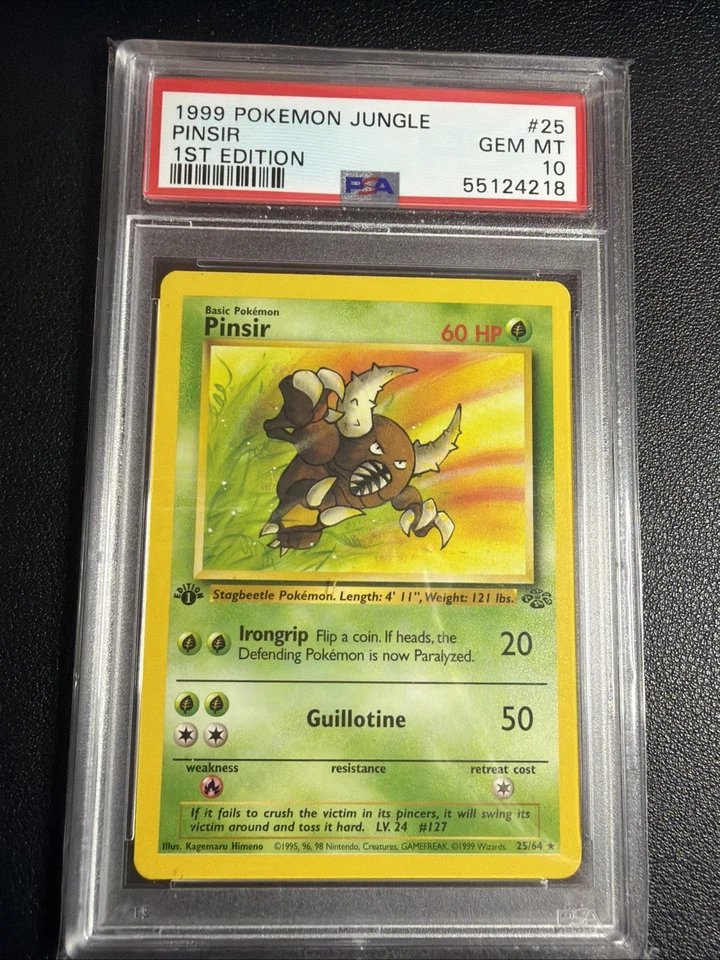 1999 POKEMON JUNGLE #25
PINSIR GEM MT
1ST EDITION 10
PSA 55124218
Basic Pokémon
Pinsir 60 HP
EDITION 1
Stagbeetle Pokémon. Length: 4' 11", Weight: 121 lbs.
Irongrip Flip a coin. If heads, the
Defending Pokémon is now Paralyzed. 20
Guillotine 50
weakness resistance retreat cost
If it fails to crush the victim in its pincers, it will swing its
victim around and toss it hard. LV. 24 #127
Illus. Kagemaru Himeno ©1995, 96, 98 Nintendo, Creatures, GAMEFREAK. ©1999 Wizards. 25/64 ★
PSA